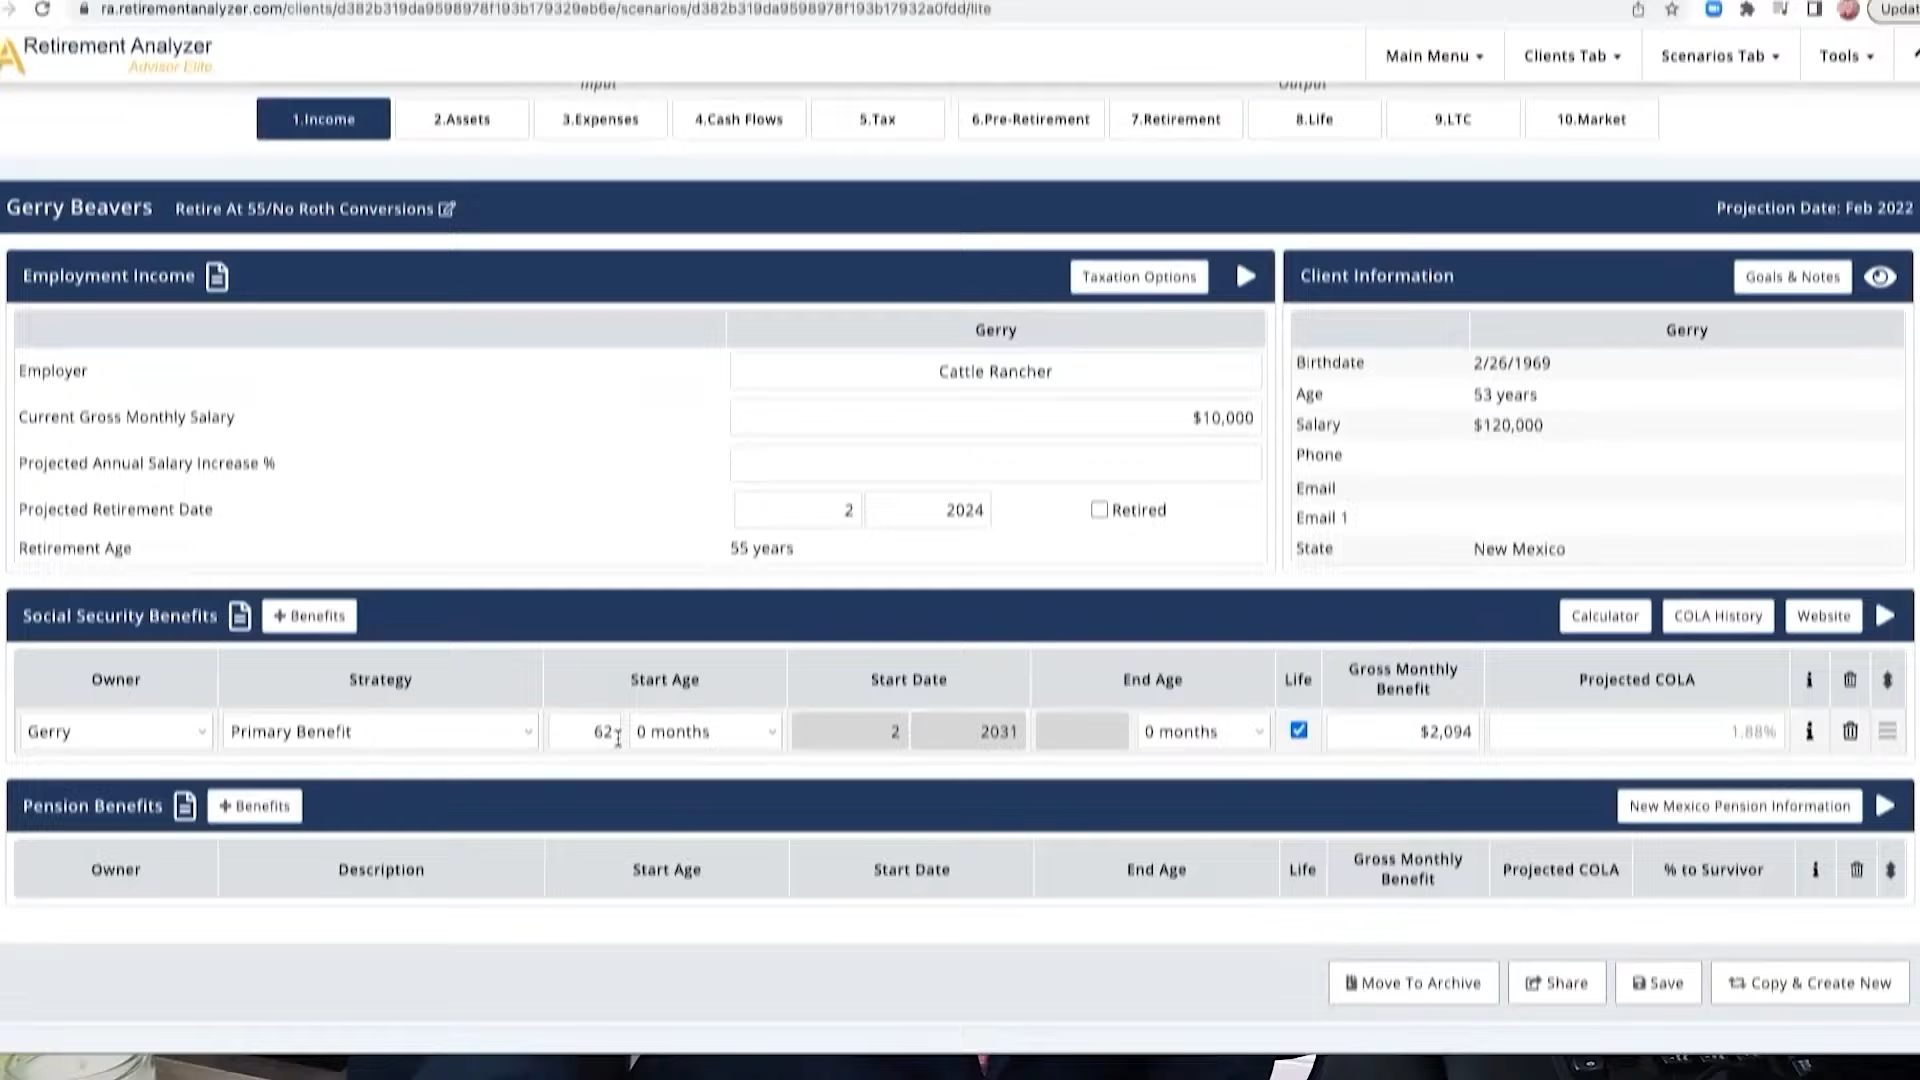 ra.retirementanalyzer.com/clients/d382b319da9598978f193b179329eb6e/scenarios/d382b319da9598978f193b17932a0fdd/lite
Updat
Retirement Analyzer
Advisor Elite
Main Menu
Clients Tab
Scenarios Tab
Tools
Input
Output
1.Income
2.Assets
3.Expenses
4.Cash Flows
5.Tax
6.Pre-Retirement
7.Retirement
8.Life
9.LTC
10.Market
Gerry Beavers Retire At 55/No Roth Conversions
Projection Date: Feb 2022
Employment Income
Taxation Options
Gerry
Employer Cattle Rancher
Current Gross Monthly Salary $10,000
Projected Annual Salary Increase %
Projected Retirement Date 2 2024 Retired
Retirement Age 55 years
Client Information
Goals & Notes
Gerry
Birthdate 2/26/1969
Age 53 years
Salary $120,000
Phone
Email
Email 1
State New Mexico
Social Security Benefits + Benefits Calculator COLA History Website
Owner Strategy Start Age Start Date End Age Life Gross Monthly Benefit Projected COLA
Gerry Primary Benefit 62 0 months 2 2031 0 months $2,094 1.88%
Pension Benefits + Benefits New Mexico Pension Information
Owner Description Start Age Start Date End Age Life Gross Monthly Benefit Projected COLA % to Survivor
Move To Archive Share Save Copy & Create New